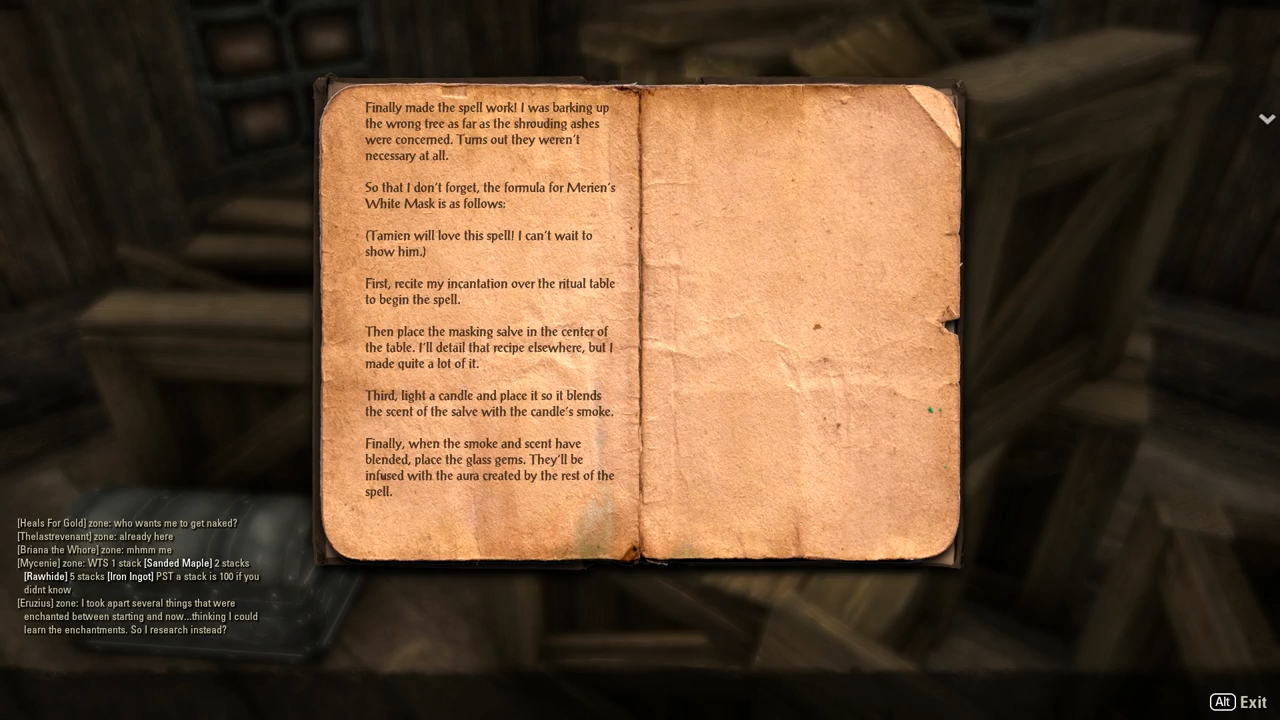 Finally made the spell work! I was barking up
the wrong tree as far as the shrouding ashes
were concerned. Turns out they weren't
necessary at all.
So that I don't forget, the formula for Merien's
White Mask is as follows:
(Tamien will love this spell! I can't wait to
show him.)
First, recite my incantation over the ritual table
to begin the spell.
Then place the masking salve in the center of
the table. I'll detail that recipe elsewhere, but I
made quite a lot of it.
Third, light a candle and place it so it blends
the scent of the salve with the candle's smoke.
Finally, when the smoke and scent have
blended, place the glass gems. They'll be
infused with the aura created by the rest of the
spell.
[Heals For Gold] zone: who wants me to get naked?
[Thelastrevenant] zone: already here
[Briana the Whore] zone: mhmm me
[Mycenie] zone: WTS 1 stack [Sanded Maple] 2 stacks
[Rawhide] 5 stacks [Iron Ingot] PST a stack is 100 if you
didnt know
[Eruzius] zone: I took apart several things that were
enchanted between starting and now...thinking I could
learn the enchantments. So I research instead?
Alt Exit